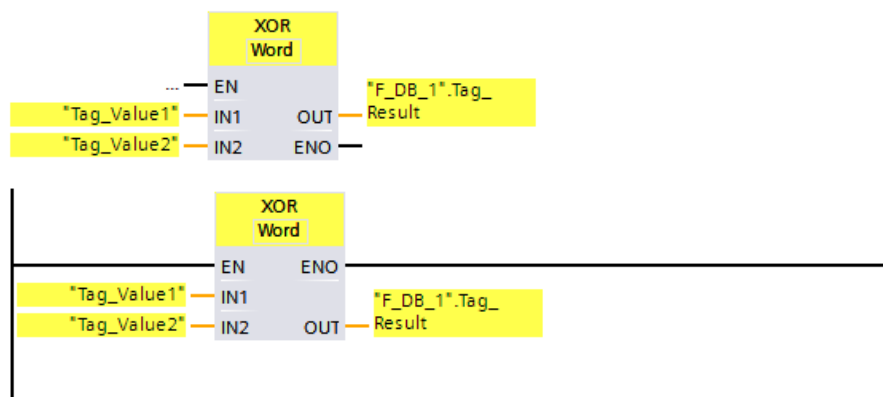 XOR
Word
... EN
"Tag_Value1" IN1 OUT "F_DB_1".Tag_
Result
"Tag_Value2" IN2 ENO
XOR
Word
EN ENO
"Tag_Value1" IN1 "F_DB_1".Tag_
"Tag_Value2" IN2 OUT Result